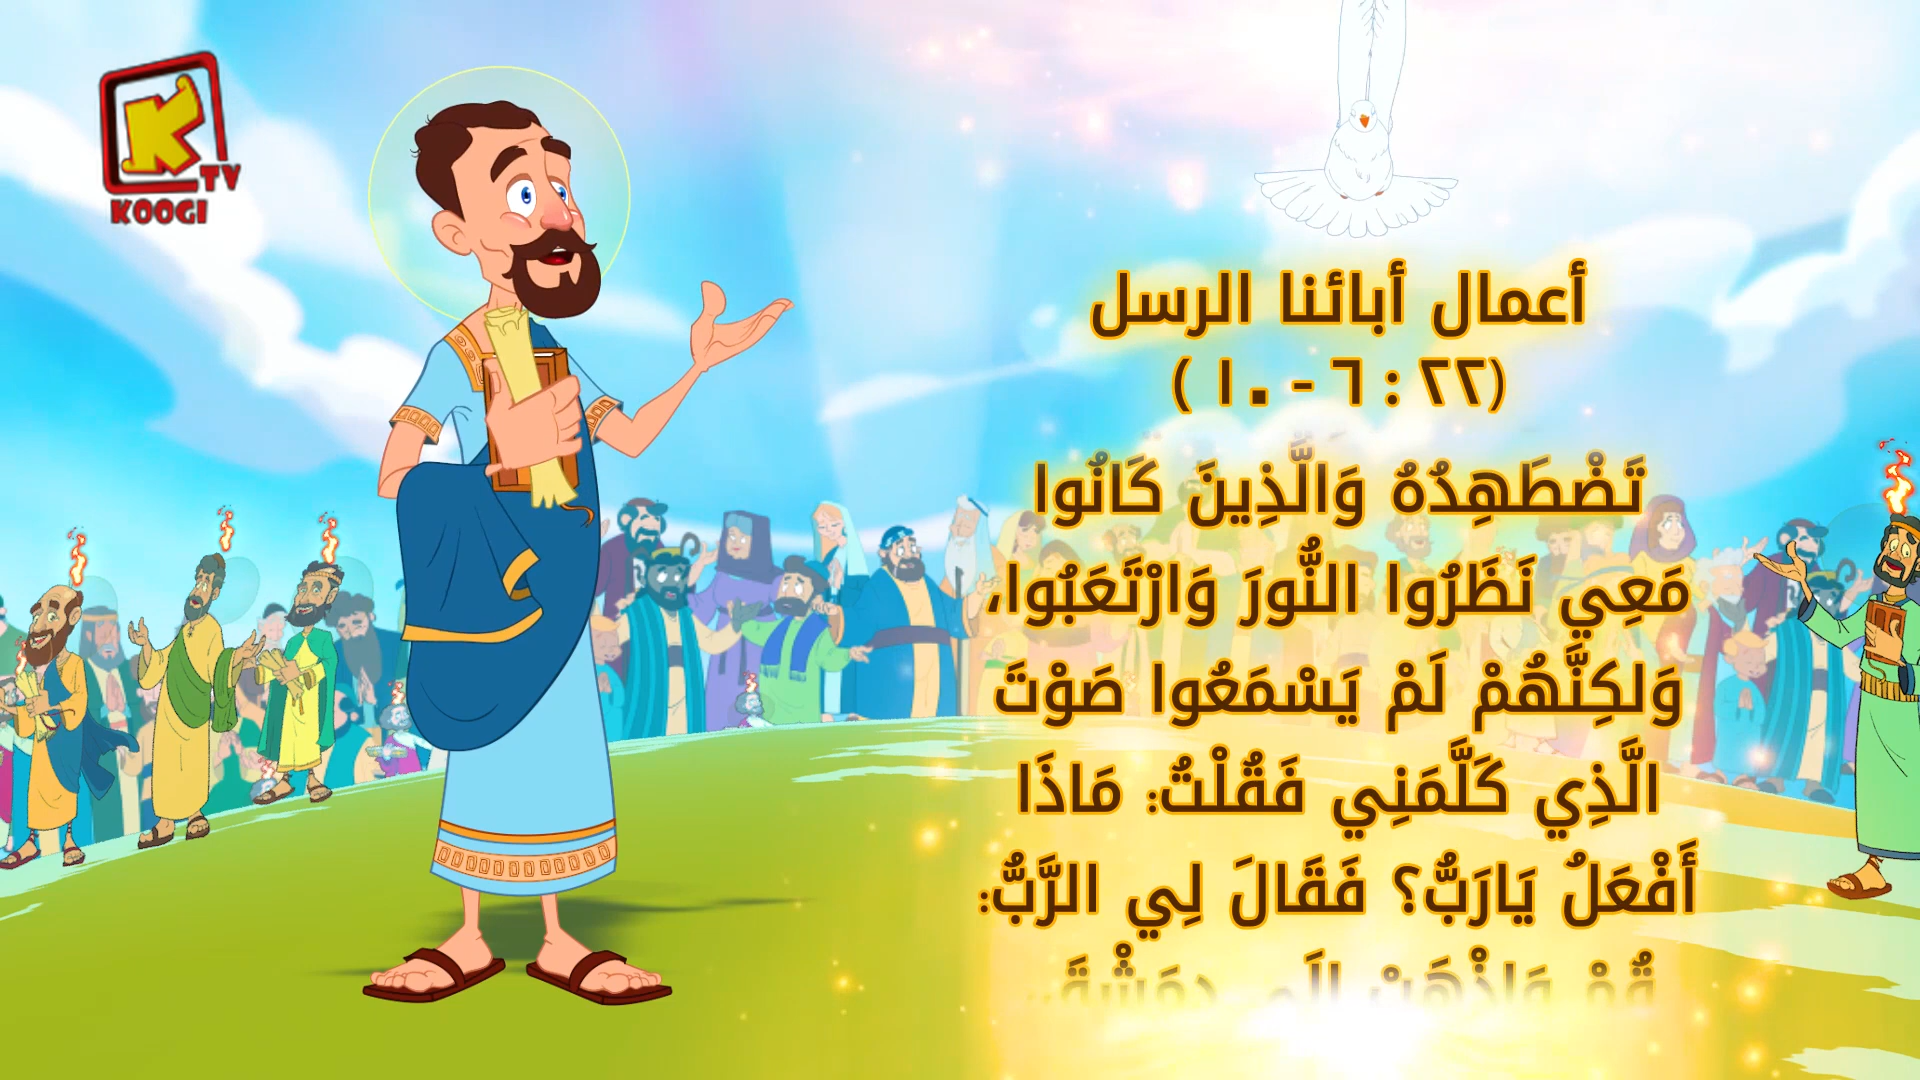 K TV
KOOGI
أعمال أبائنا الرسل
(٢٢ : ٦ - ١٠ )
تَضْطَهِدُهُ وَالَّذِينَ كَانُوا
مَعِي نَظَرُوا النُّورَ وَارْتَعَبُوا،
وَلكِنَّهُمْ لَمْ يَسْمَعُوا صَوْتَ
الَّذِي كَلَّمَنِي فَقُلْتُ: مَاذَا
أَفْعَلُ يَارَبُّ؟ فَقَالَ لِي الرَّبُّ:
قُمْ وَاذْهَبْ إِلَى دِمَشْقَ